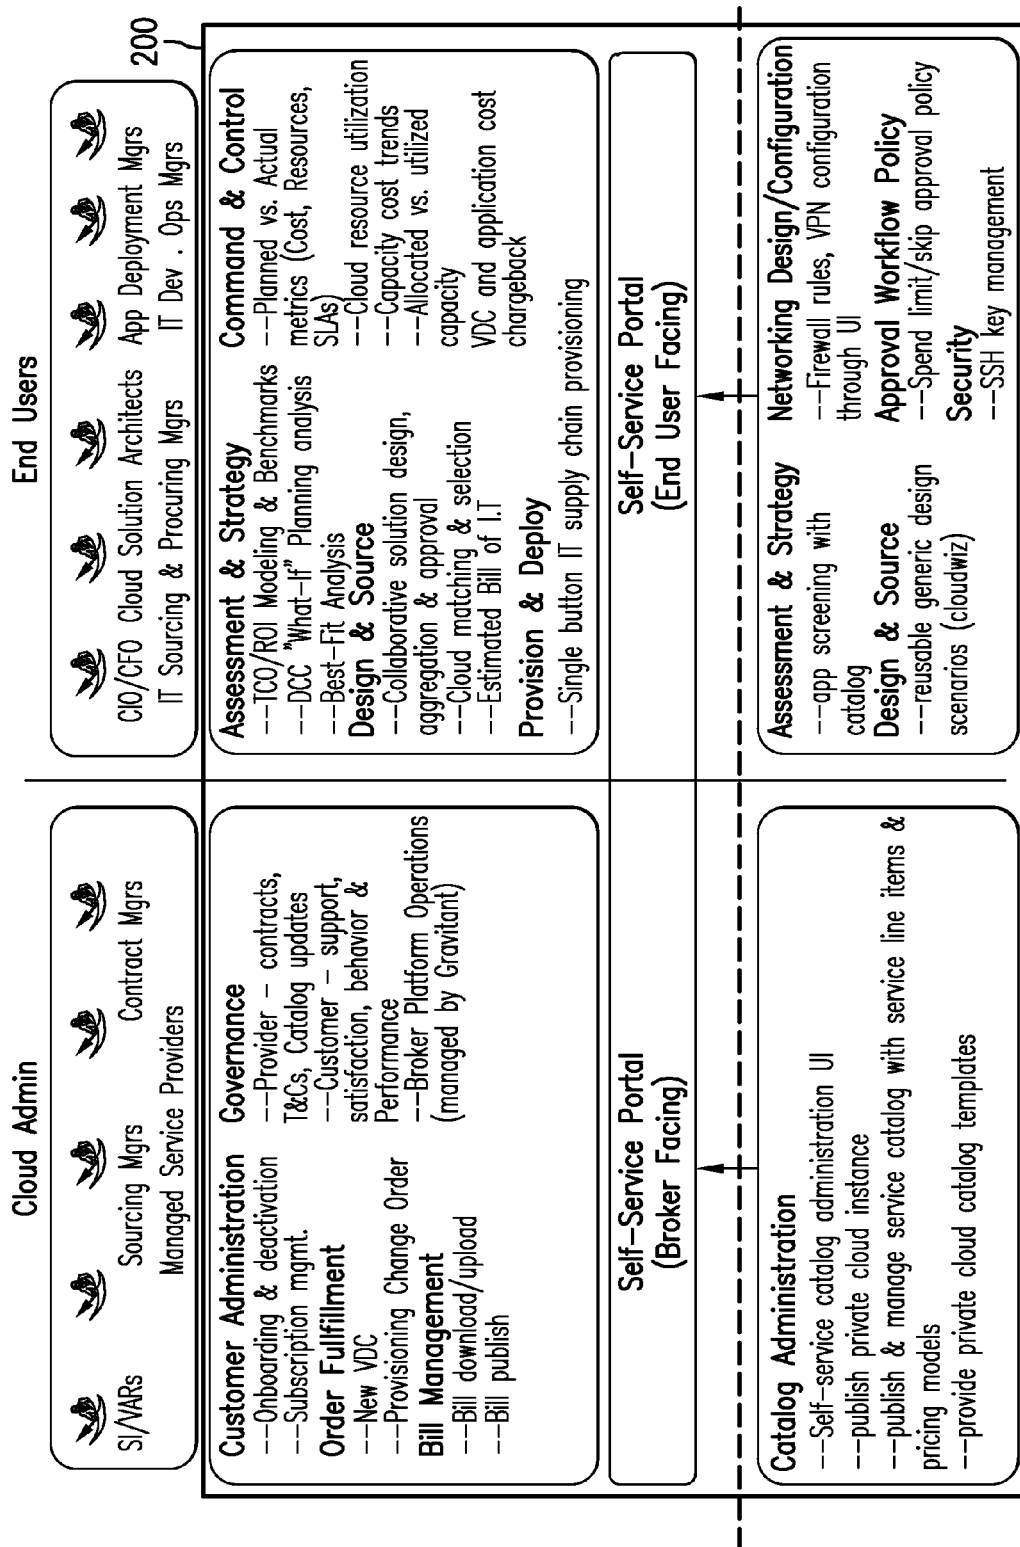 Cloud Admin
End Users
200
SI/VARs
Sourcing Mgrs
Contract Mgrs
Managed Service Providers
CIO/CFO Cloud Solution Architects
App Deployment Mgrs
IT Sourcing & Procuring Mgrs
IT Dev . Ops Mgrs
Customer Administration
--Onboarding & deactivation
--Subscription mgmt.
Order Fullfillment
--New VDC
--Provisioning Change Order
Bill Management
--Bill download/upload
--Bill publish
Governance
--Provider - contracts,
T&Cs, Catalog updates
--Customer - support,
satisfaction, behavior &
Performance
--Broker Platform Operations
(managed by Gravitant)
Assessment & Strategy
--TCO/ROI Modeling & Benchmarks
--DCC "What-If" Planning analysis
--Best-Fit Analysis
Design & Source
--Collaborative solution design,
aggregation & approval
--Cloud matching & selection
--Estimated Bill of I.T
Provision & Deploy
--Single button IT supply chain provisioning
Command & Control
--Planned vs. Actual
metrics (Cost, Resources,
SLAs)
--Cloud resource utilization
--Capacity cost trends
--Allocated vs. utilized
capacity
VDC and application cost
chargeback
Self-Service Portal
(Broker Facing)
Self-Service Portal
(End User Facing)
Catalog Administration
--Self-service catalog administration UI
--publish private cloud instance
--publish & manage service catalog with service line items &
pricing models
--provide private cloud catalog templates
Assessment & Strategy
--app screening with
catalog
Design & Source
--reusable generic design
scenarios (cloudwiz)
Networking Design/Configuration
--Firewall rules, VPN configuration
through UI
Approval Workflow Policy
--Spend limit/skip approval policy
Security
--SSH key management